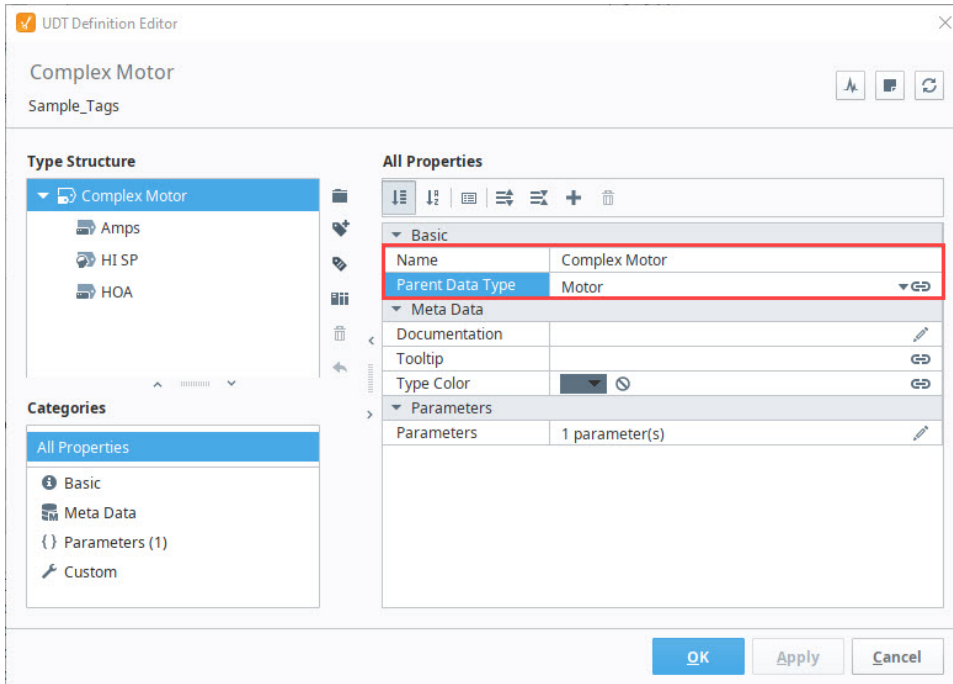 UDT Definition Editor
Complex Motor
Sample_Tags
Type Structure
Complex Motor
Amps
HI SP
HOA
Categories
All Properties
Basic
Meta Data
{ } Parameters (1)
Custom
All Properties
Basic
Name Complex Motor
Parent Data Type Motor
Meta Data
Documentation
Tooltip
Type Color
Parameters
Parameters 1 parameter(s)
OK Apply Cancel